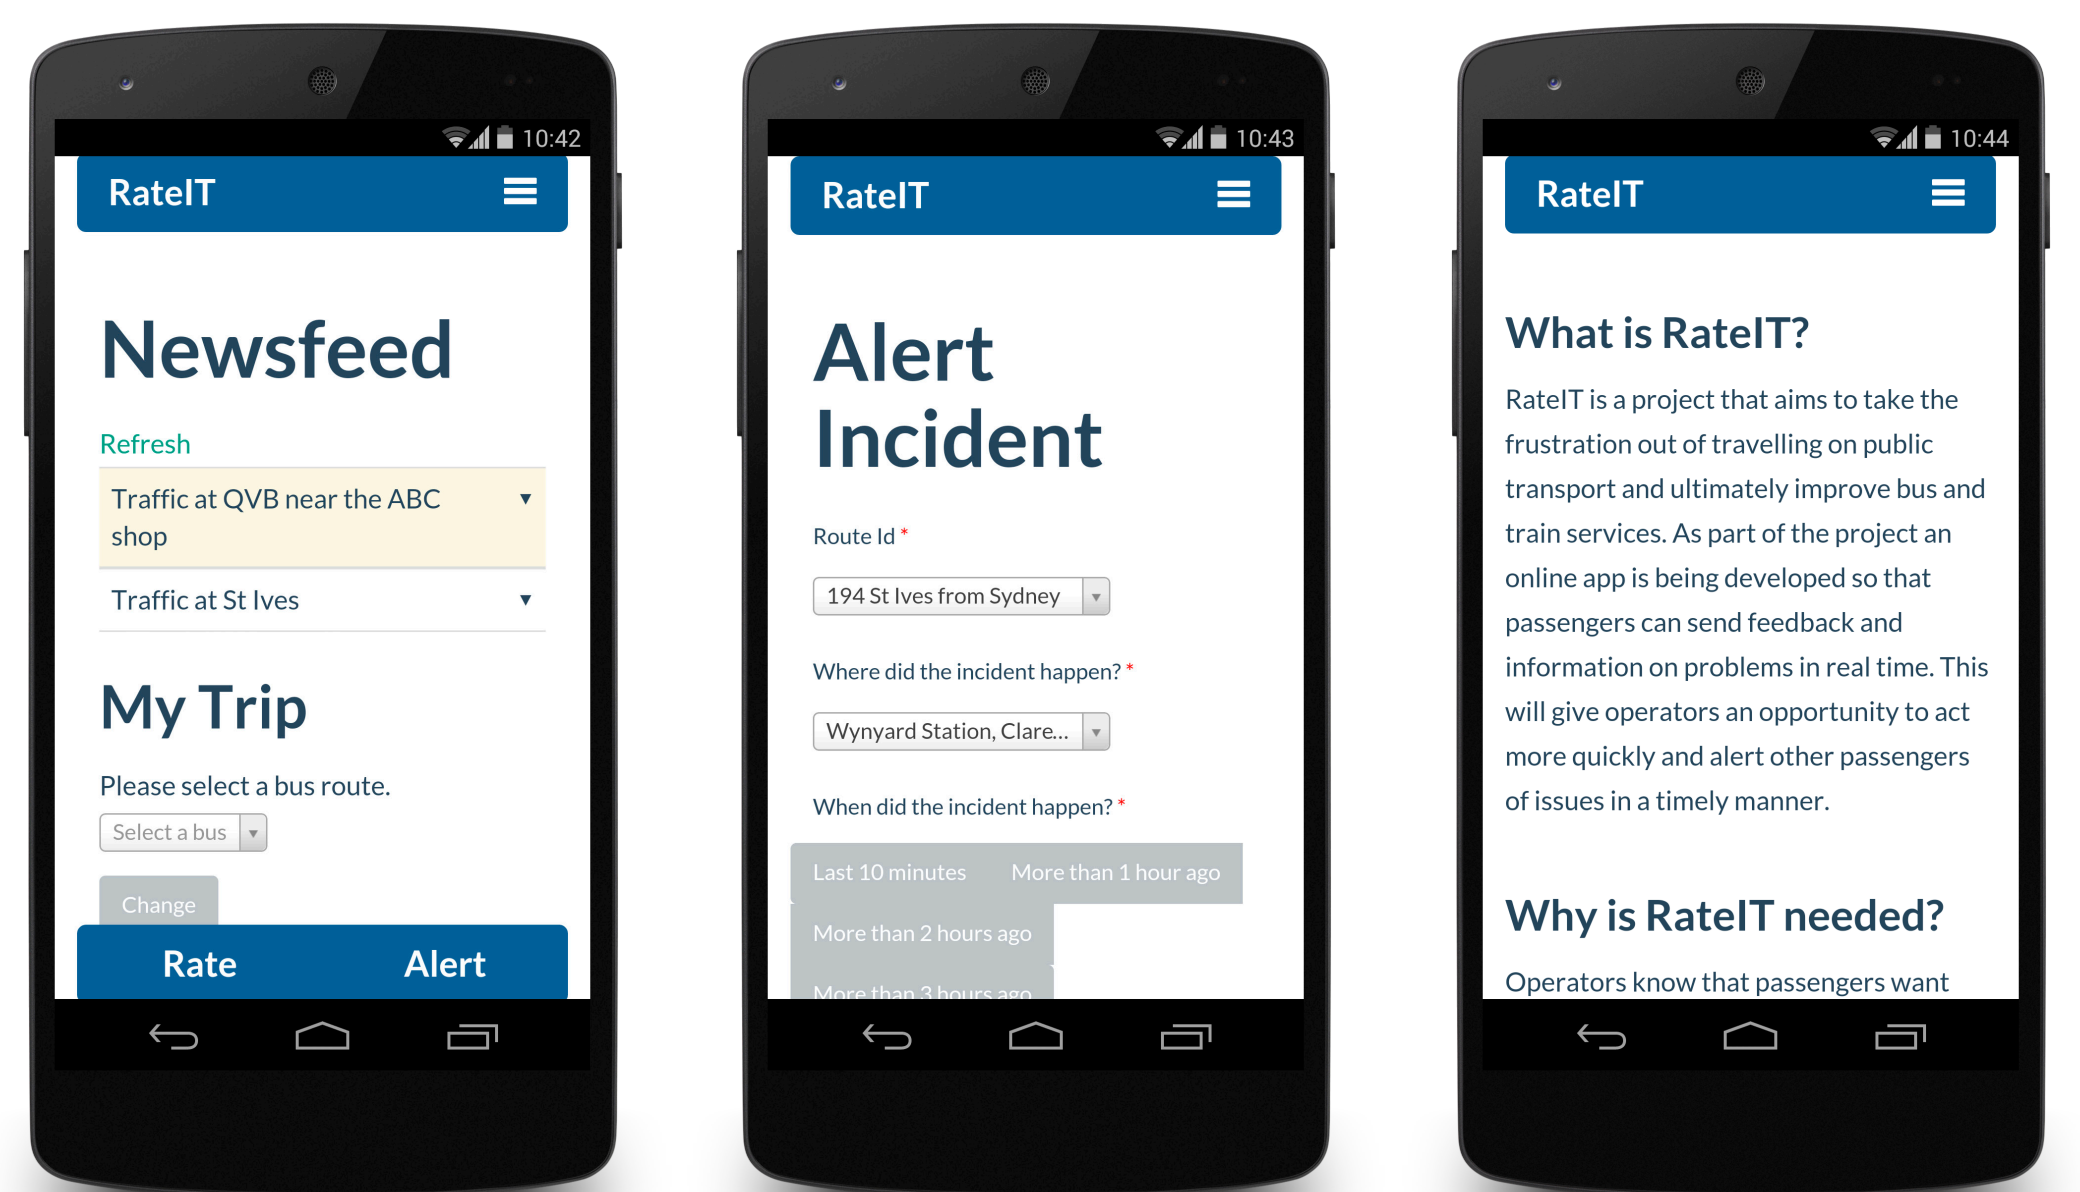 10:42
RateIT
Newsfeed
Refresh
Traffic at QVB near the ABC
shop
Traffic at St Ives
My Trip
Please select a bus route.
Select a bus
Change
Rate Alert
10:43
RateIT
Alert
Incident
Route Id *
194 St Ives from Sydney
Where did the incident happen? *
Wynyard Station, Clare...
When did the incident happen? *
Last 10 minutes More than 1 hour ago
More than 2 hours ago
More than 3 hours ago
10:44
RateIT
What is RateIT?
RateIT is a project that aims to take the
frustration out of travelling on public
transport and ultimately improve bus and
train services. As part of the project an
online app is being developed so that
passengers can send feedback and
information on problems in real time. This
will give operators an opportunity to act
more quickly and alert other passengers
of issues in a timely manner.
Why is RateIT needed?
Operators know that passengers want